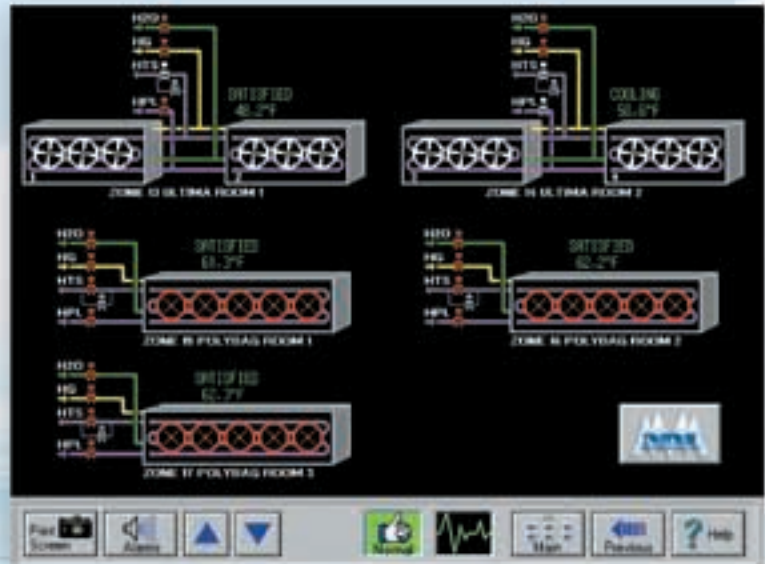 H2O
HG
HTS
HPL
SATISFIED
48.2°F
1
2
ZONE 13 ULTIMA ROOM 1
H2O
HG
HTS
HPL
COOLING
50.6°F
ZONE 14 ULTIMA ROOM 2
H2O
HG
HTS
HPL
SATISFIED
61.3°F
ZONE 15 POLYBAG ROOM 1
H2O
HG
HTS
HPL
SATISFIED
62.2°F
ZONE 16 POLYBAG ROOM 2
H2O
HG
HTS
HPL
SATISFIED
62.3°F
ZONE 17 POLYBAG ROOM 3
Print
Screen
Alarms
Normal
Main
Previous
Help